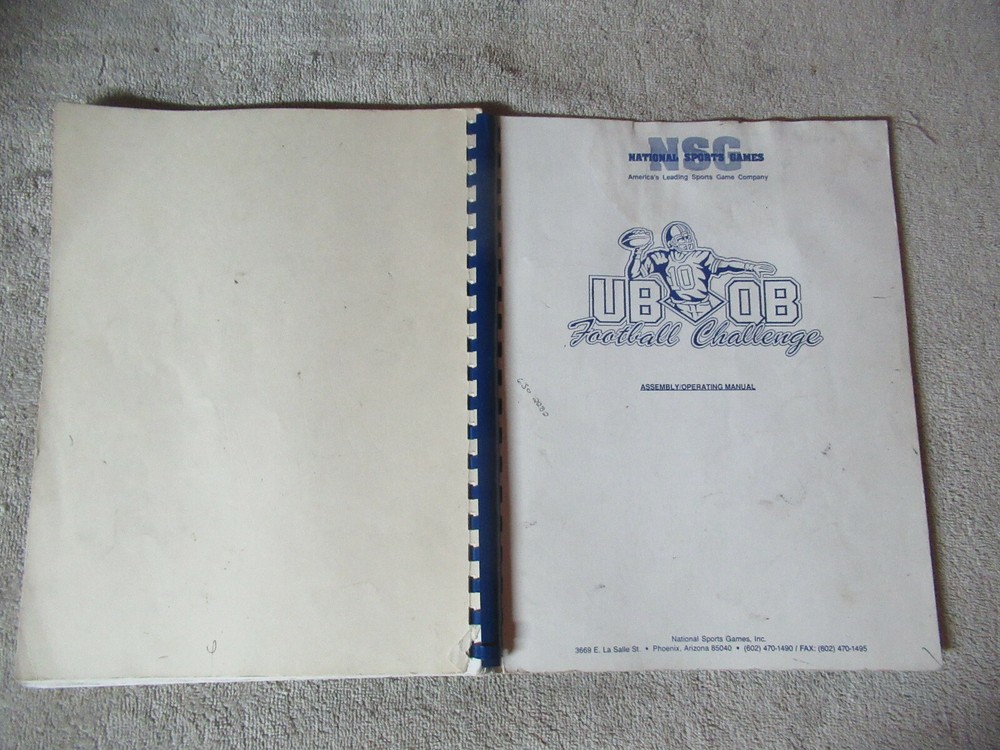 NSG
NATIONAL SPORTS GAMES
America's Leading Sports Game Company
10
UB QB
Football Challenge
ASSEMBLY/OPERATING MANUAL
National Sports Games, Inc.
3669 E. La Salle St. • Phoenix, Arizona 85040 • (602) 470-1490 / FAX: (602) 470-1495